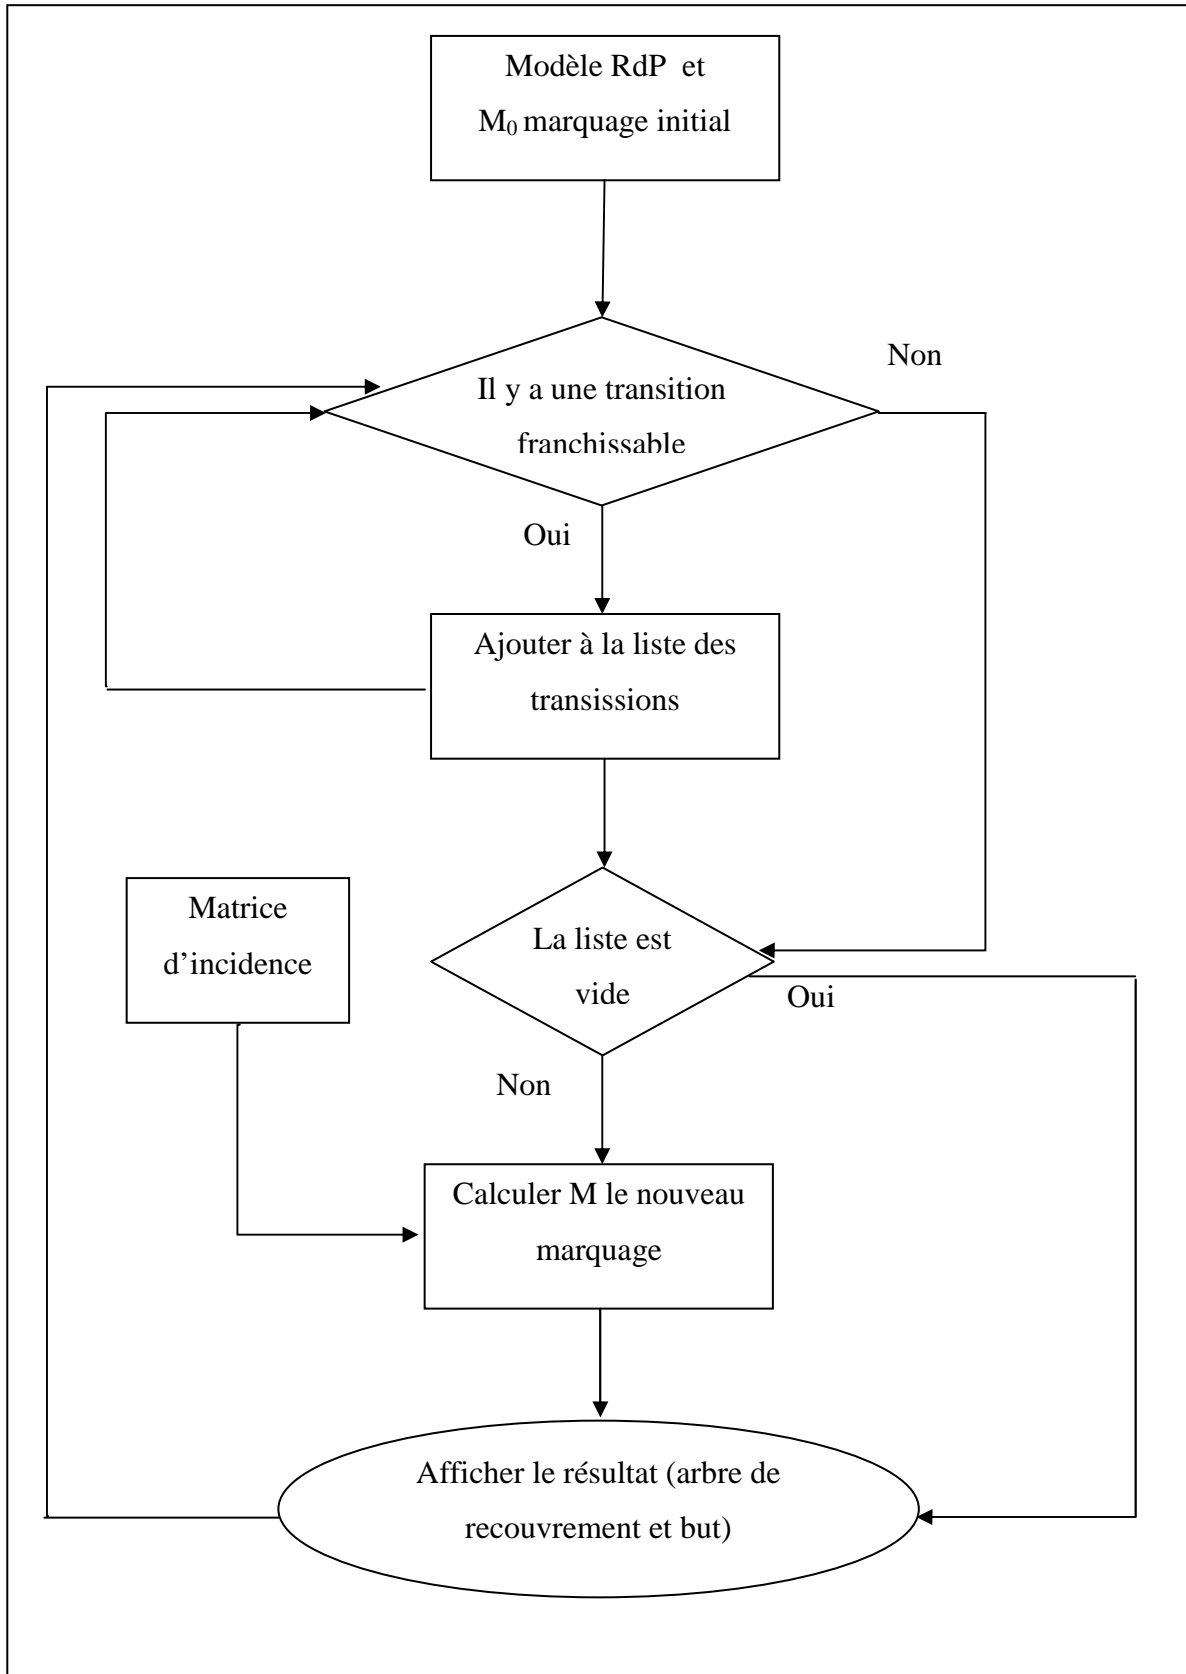 Modèle RdP et
M₀ marquage initial
Non
Il y a une transition
franchissable
Oui
Ajouter à la liste des
transissions
Matrice
d’incidence
La liste est
vide
Oui
Non
Calculer M le nouveau
marquage
Afficher le résultat (arbre de
recouvrement et but)